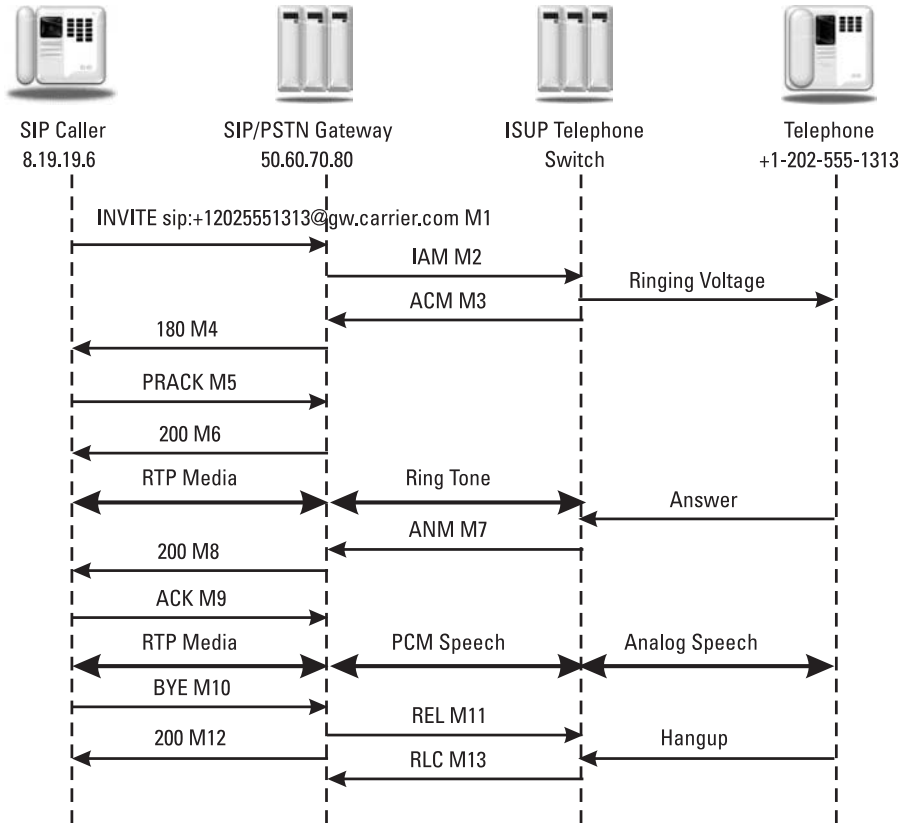 SIP Caller
8.19.19.6
SIP/PSTN Gateway
50.60.70.80
ISUP Telephone
Switch
Telephone
+1-202-555-1313
INVITE sip:+12025551313@gw.carrier.com M1
IAM M2
Ringing Voltage
ACM M3
180 M4
PRACK M5
200 M6
RTP Media
Ring Tone
Answer
ANM M7
200 M8
ACK M9
RTP Media
PCM Speech
Analog Speech
BYE M10
REL M11
200 M12
Hangup
RLC M13